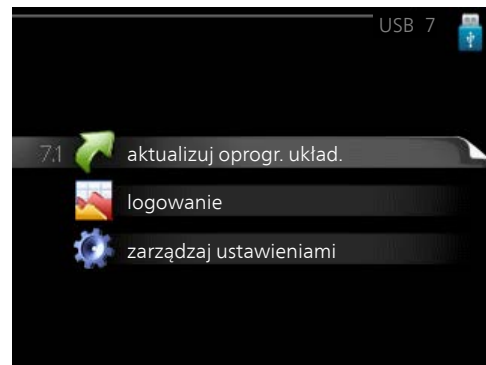 USB 7
7.1 aktualizuj oprogr. układ.
logowanie
zarządzaj ustawieniami